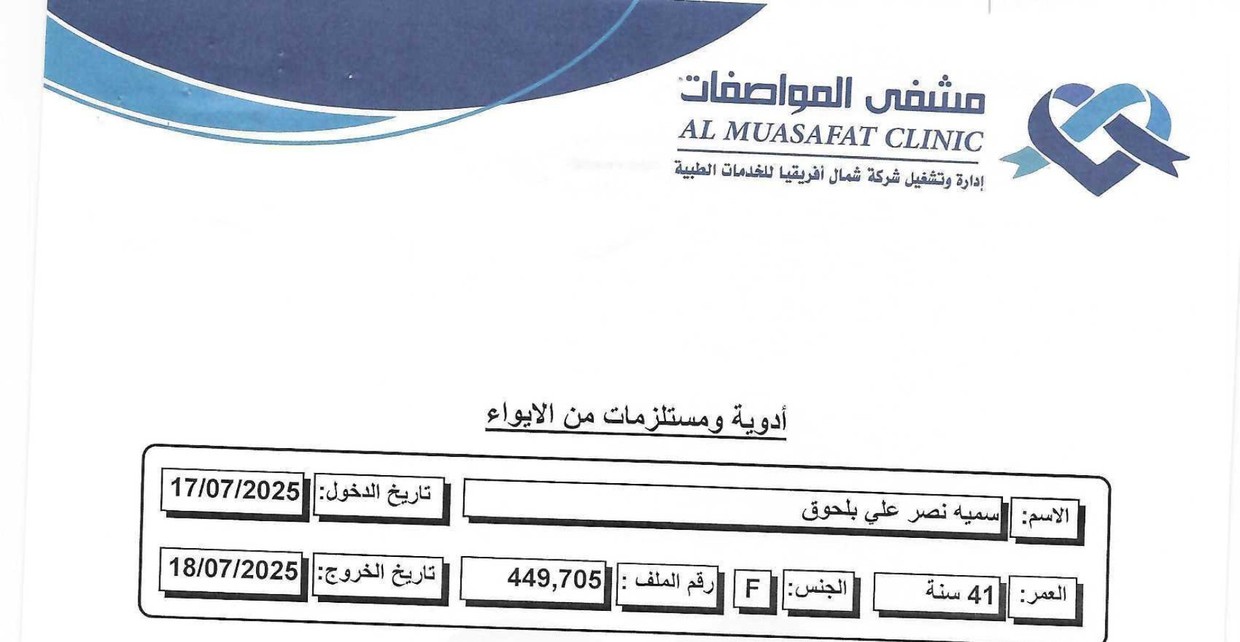 مشفى المواصفات
AL MUASAFAT CLINIC
إدارة وتشغيل شركة شمال أفريقيا للخدمات الطبية
أدوية ومستلزمات من الايواء
الاسم: سميه نصر علي بلحوق تاريخ الدخول: 17/07/2025
العمر: 41 سنة الجنس: F رقم الملف : 449,705 تاريخ الخروج: 18/07/2025